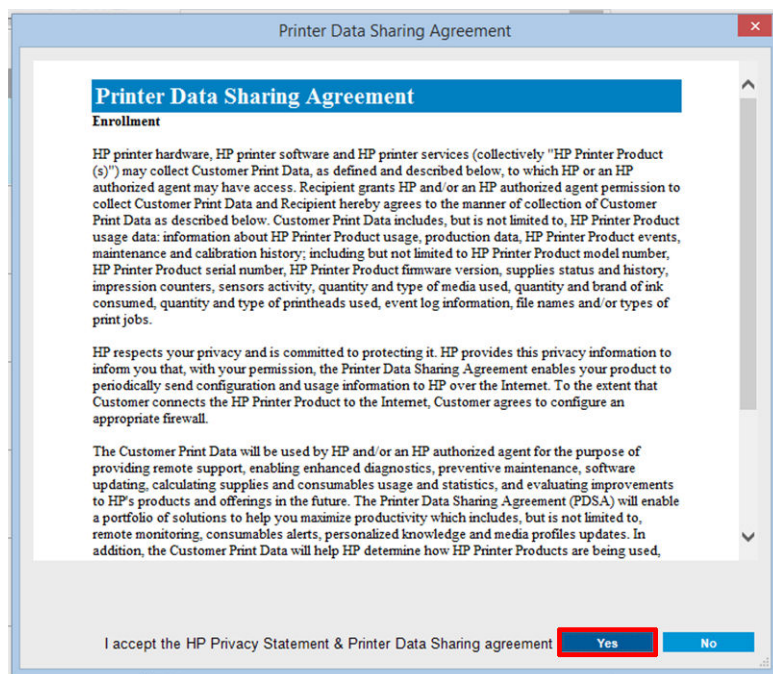 Printer Data Sharing Agreement
Printer Data Sharing Agreement
Enrollment
HP printer hardware, HP printer software and HP printer services (collectively "HP Printer Product
(s)") may collect Customer Print Data, as defined and described below, to which HP or an HP
authorized agent may have access. Recipient grants HP and/or an HP authorized agent permission to
collect Customer Print Data and Recipient hereby agrees to the manner of collection of Customer
Print Data as described below. Customer Print Data includes, but is not limited to, HP Printer Product
usage data: information about HP Printer Product usage, production data, HP Printer Product events,
maintenance and calibration history; including but not limited to HP Printer Product model number,
HP Printer Product serial number, HP Printer Product firmware version, supplies status and history,
impression counters, sensors activity, quantity and type of media used, quantity and brand of ink
consumed, quantity and type of printheads used, event log information, file names and/or types of
print jobs.
HP respects your privacy and is committed to protecting it. HP provides this privacy information to
inform you that, with your permission, the Printer Data Sharing Agreement enables your product to
periodically send configuration and usage information to HP over the Internet. To the extent that
Customer connects the HP Printer Product to the Internet, Customer agrees to configure an
appropriate firewall.
The Customer Print Data will be used by HP and/or an HP authorized agent for the purpose of
providing remote support, enabling enhanced diagnostics, preventive maintenance, software
updating, calculating supplies and consumables usage and statistics, and evaluating improvements
to HP's products and offerings in the future. The Printer Data Sharing Agreement (PDSA) will enable
a portfolio of solutions to help you maximize productivity which includes, but is not limited to,
remote monitoring, consumables alerts, personalized knowledge and media profiles updates. In
addition, the Customer Print Data will help HP determine how HP Printer Products are being used,
I accept the HP Privacy Statement & Printer Data Sharing agreement Yes No